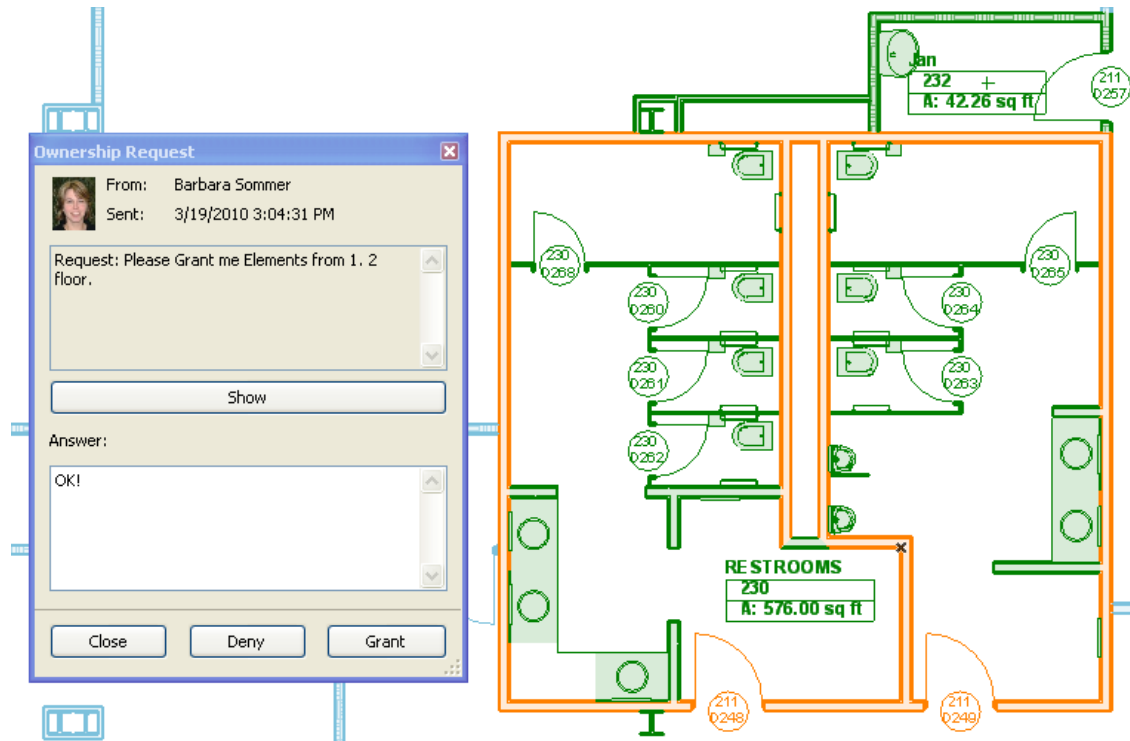 Ownership Request
From: Barbara Sommer
Sent: 3/19/2010 3:04:31 PM
Request: Please Grant me Elements from 1. 2
floor.
Show
Answer:
OK!
Close Deny Grant
Jan
232
A: 42.26 sq ft
211
D257
230
D268
230
D265
230
D260
230
D264
230
D261
230
D263
230
D262
RESTROOMS
230
A: 576.00 sq ft
211
D248
211
D249